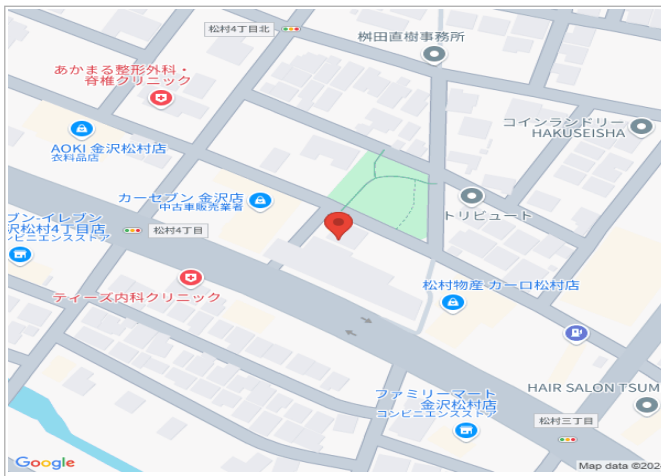 松村4丁目北
桝田直樹事務所
あかまる整形外科・
脊椎クリニック
コインランドリー
HAKUSEISHA
AOKI 金沢松村店
衣料品店
カーセブン 金沢店
中古車販売業者
トリビュート
ブン-イレブン
沢松村4丁目店
ンビニエンスストア
松村4丁目
ティーズ内科クリニック
松村物産 カーロ松村店
ファミリーマート
金沢松村店
コンビニエンスストア
HAIR SALON TSUM
松村三丁目
Google
Map data ©202